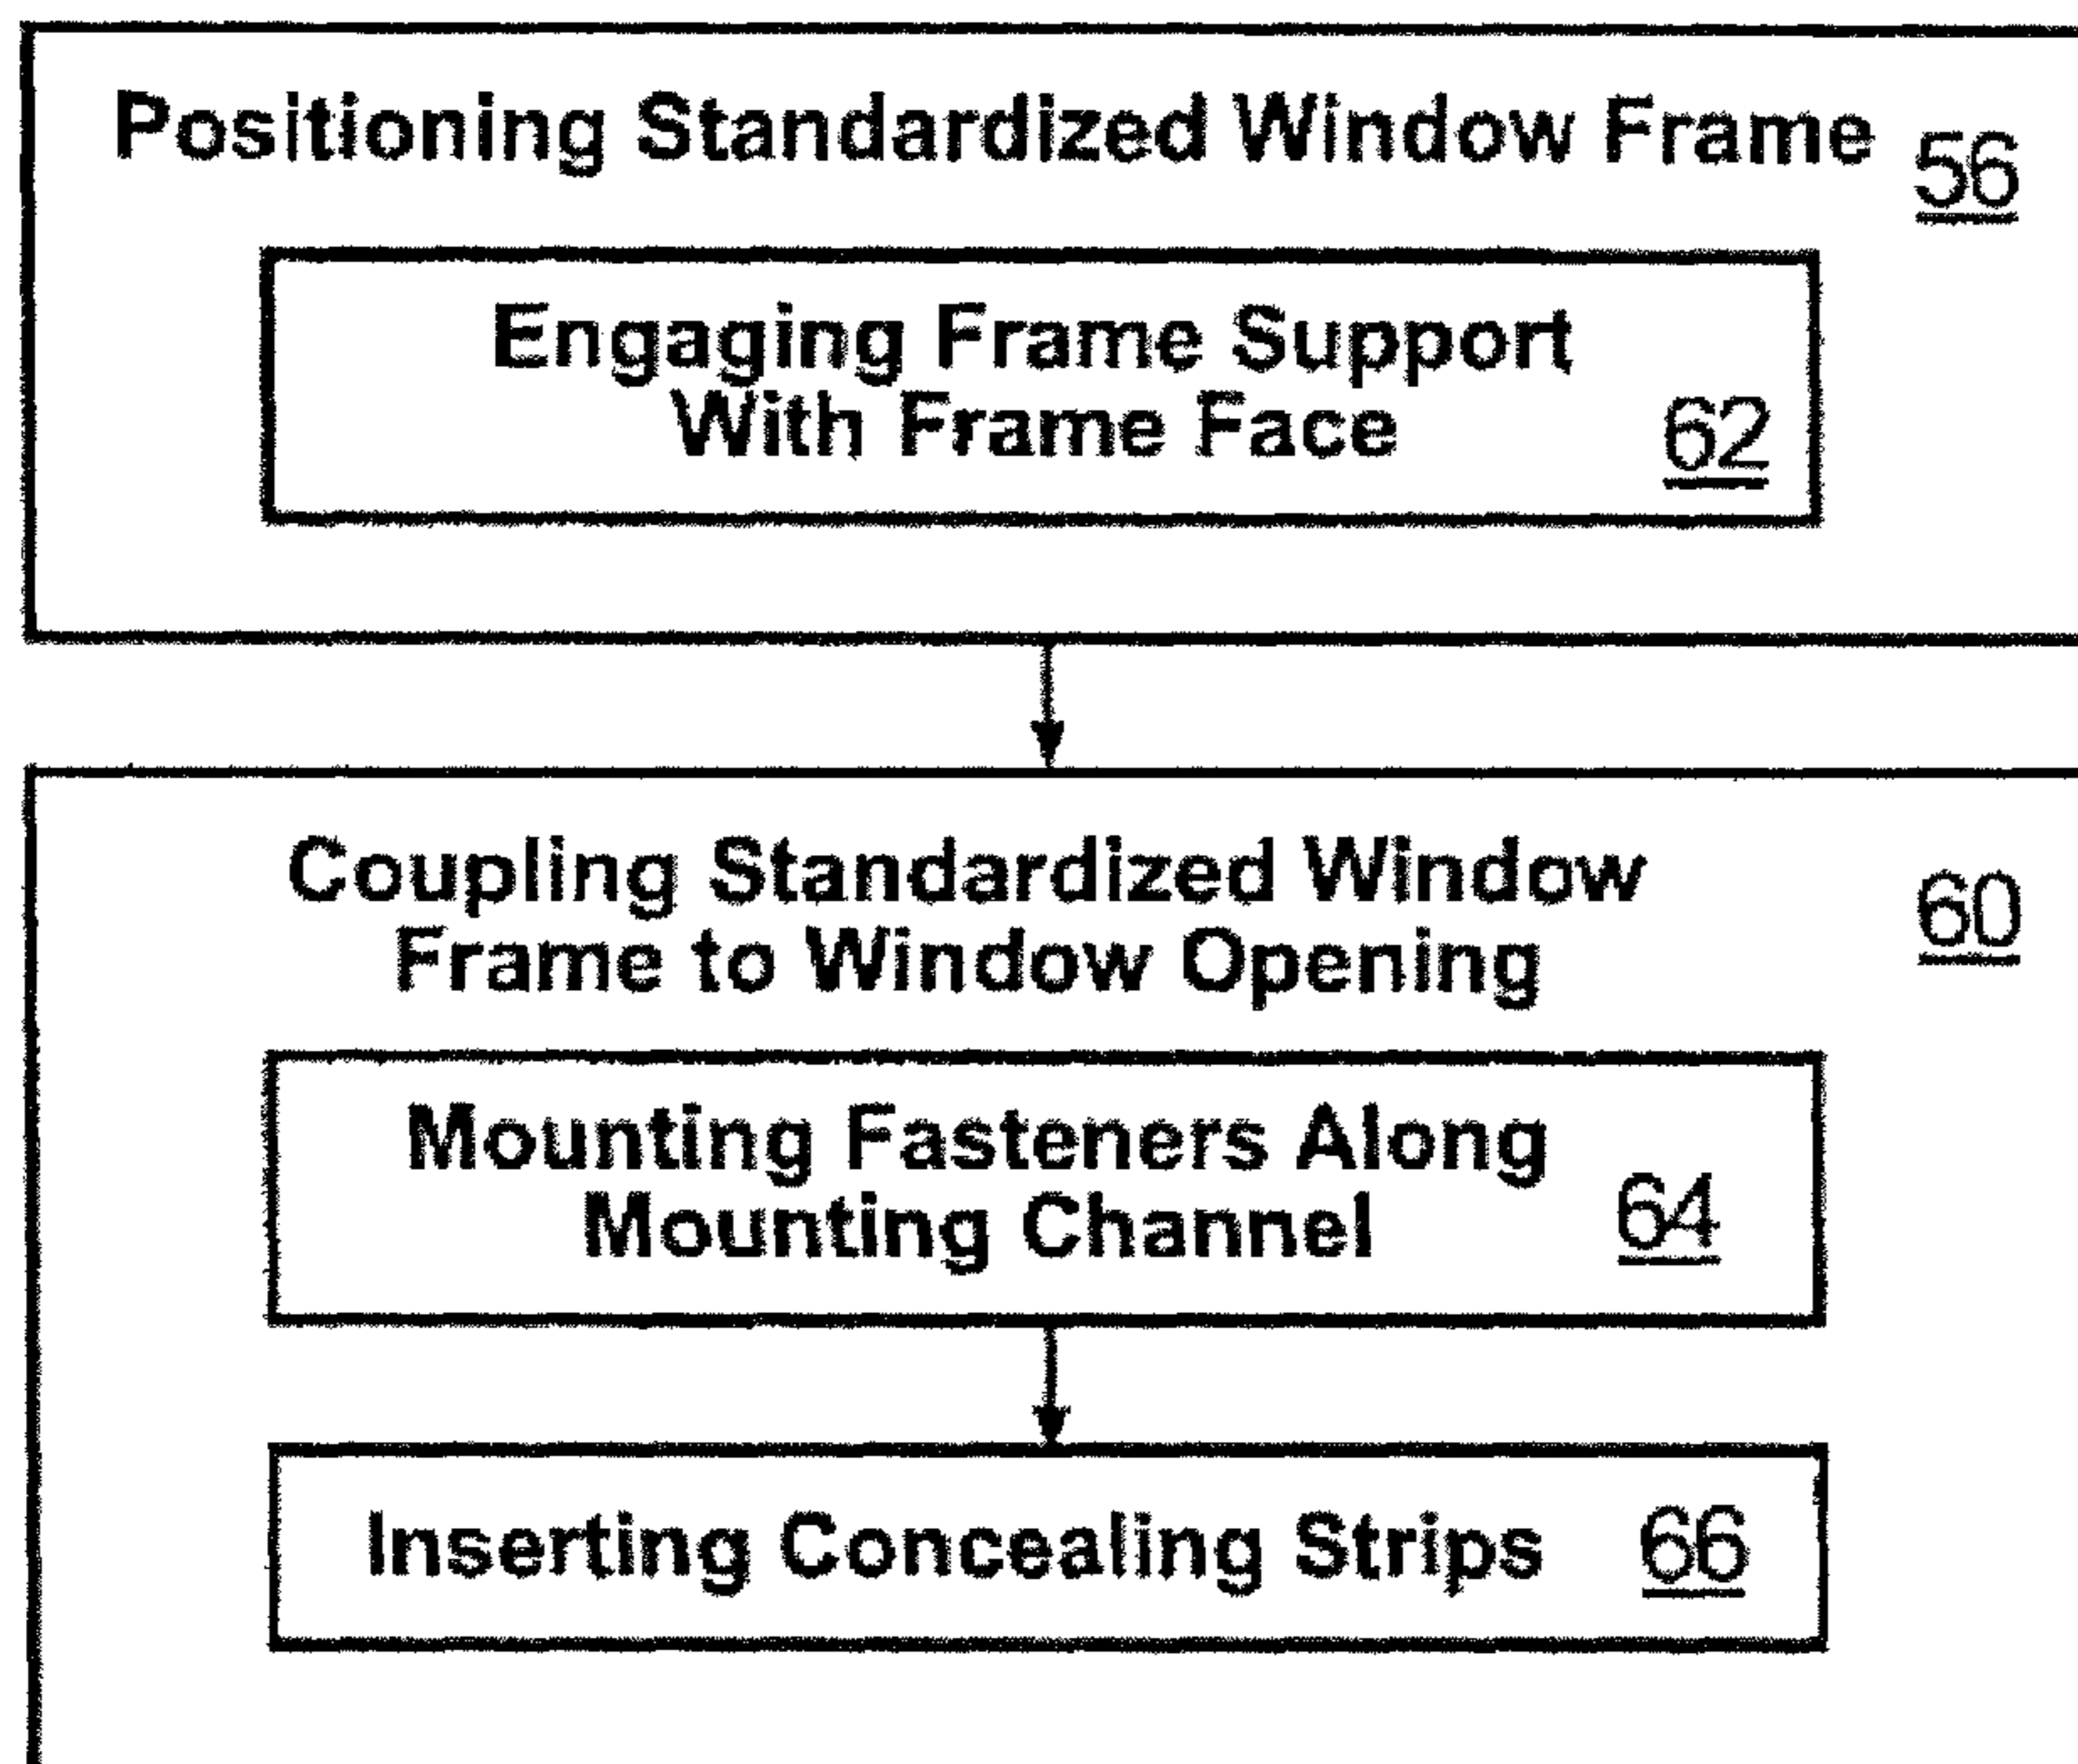 Positioning Standardized Window Frame 56
Engaging Frame Support
With Frame Face 62
Coupling Standardized Window
Frame to Window Opening 60
Mounting Fasteners Along
Mounting Channel 64
Inserting Concealing Strips 66